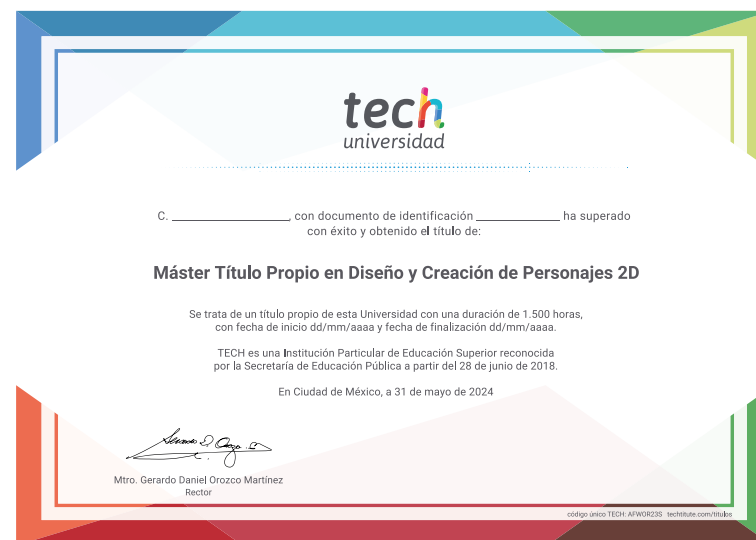 tech
universidad
C. ____________________, con documento de identificación ______________ ha superado
con éxito y obtenido el título de:
Máster Título Propio en Diseño y Creación de Personajes 2D
Se trata de un título propio de esta Universidad con una duración de 1.500 horas,
con fecha de inicio dd/mm/aaaa y fecha de finalización dd/mm/aaaa.
TECH es una Institución Particular de Educación Superior reconocida
por la Secretaría de Educación Pública a partir del 28 de junio de 2018.
En Ciudad de México, a 31 de mayo de 2024
Mtro. Gerardo Daniel Orozco Martínez
Rector
código único TECH: AFWOR23S techtitute.com/titulos